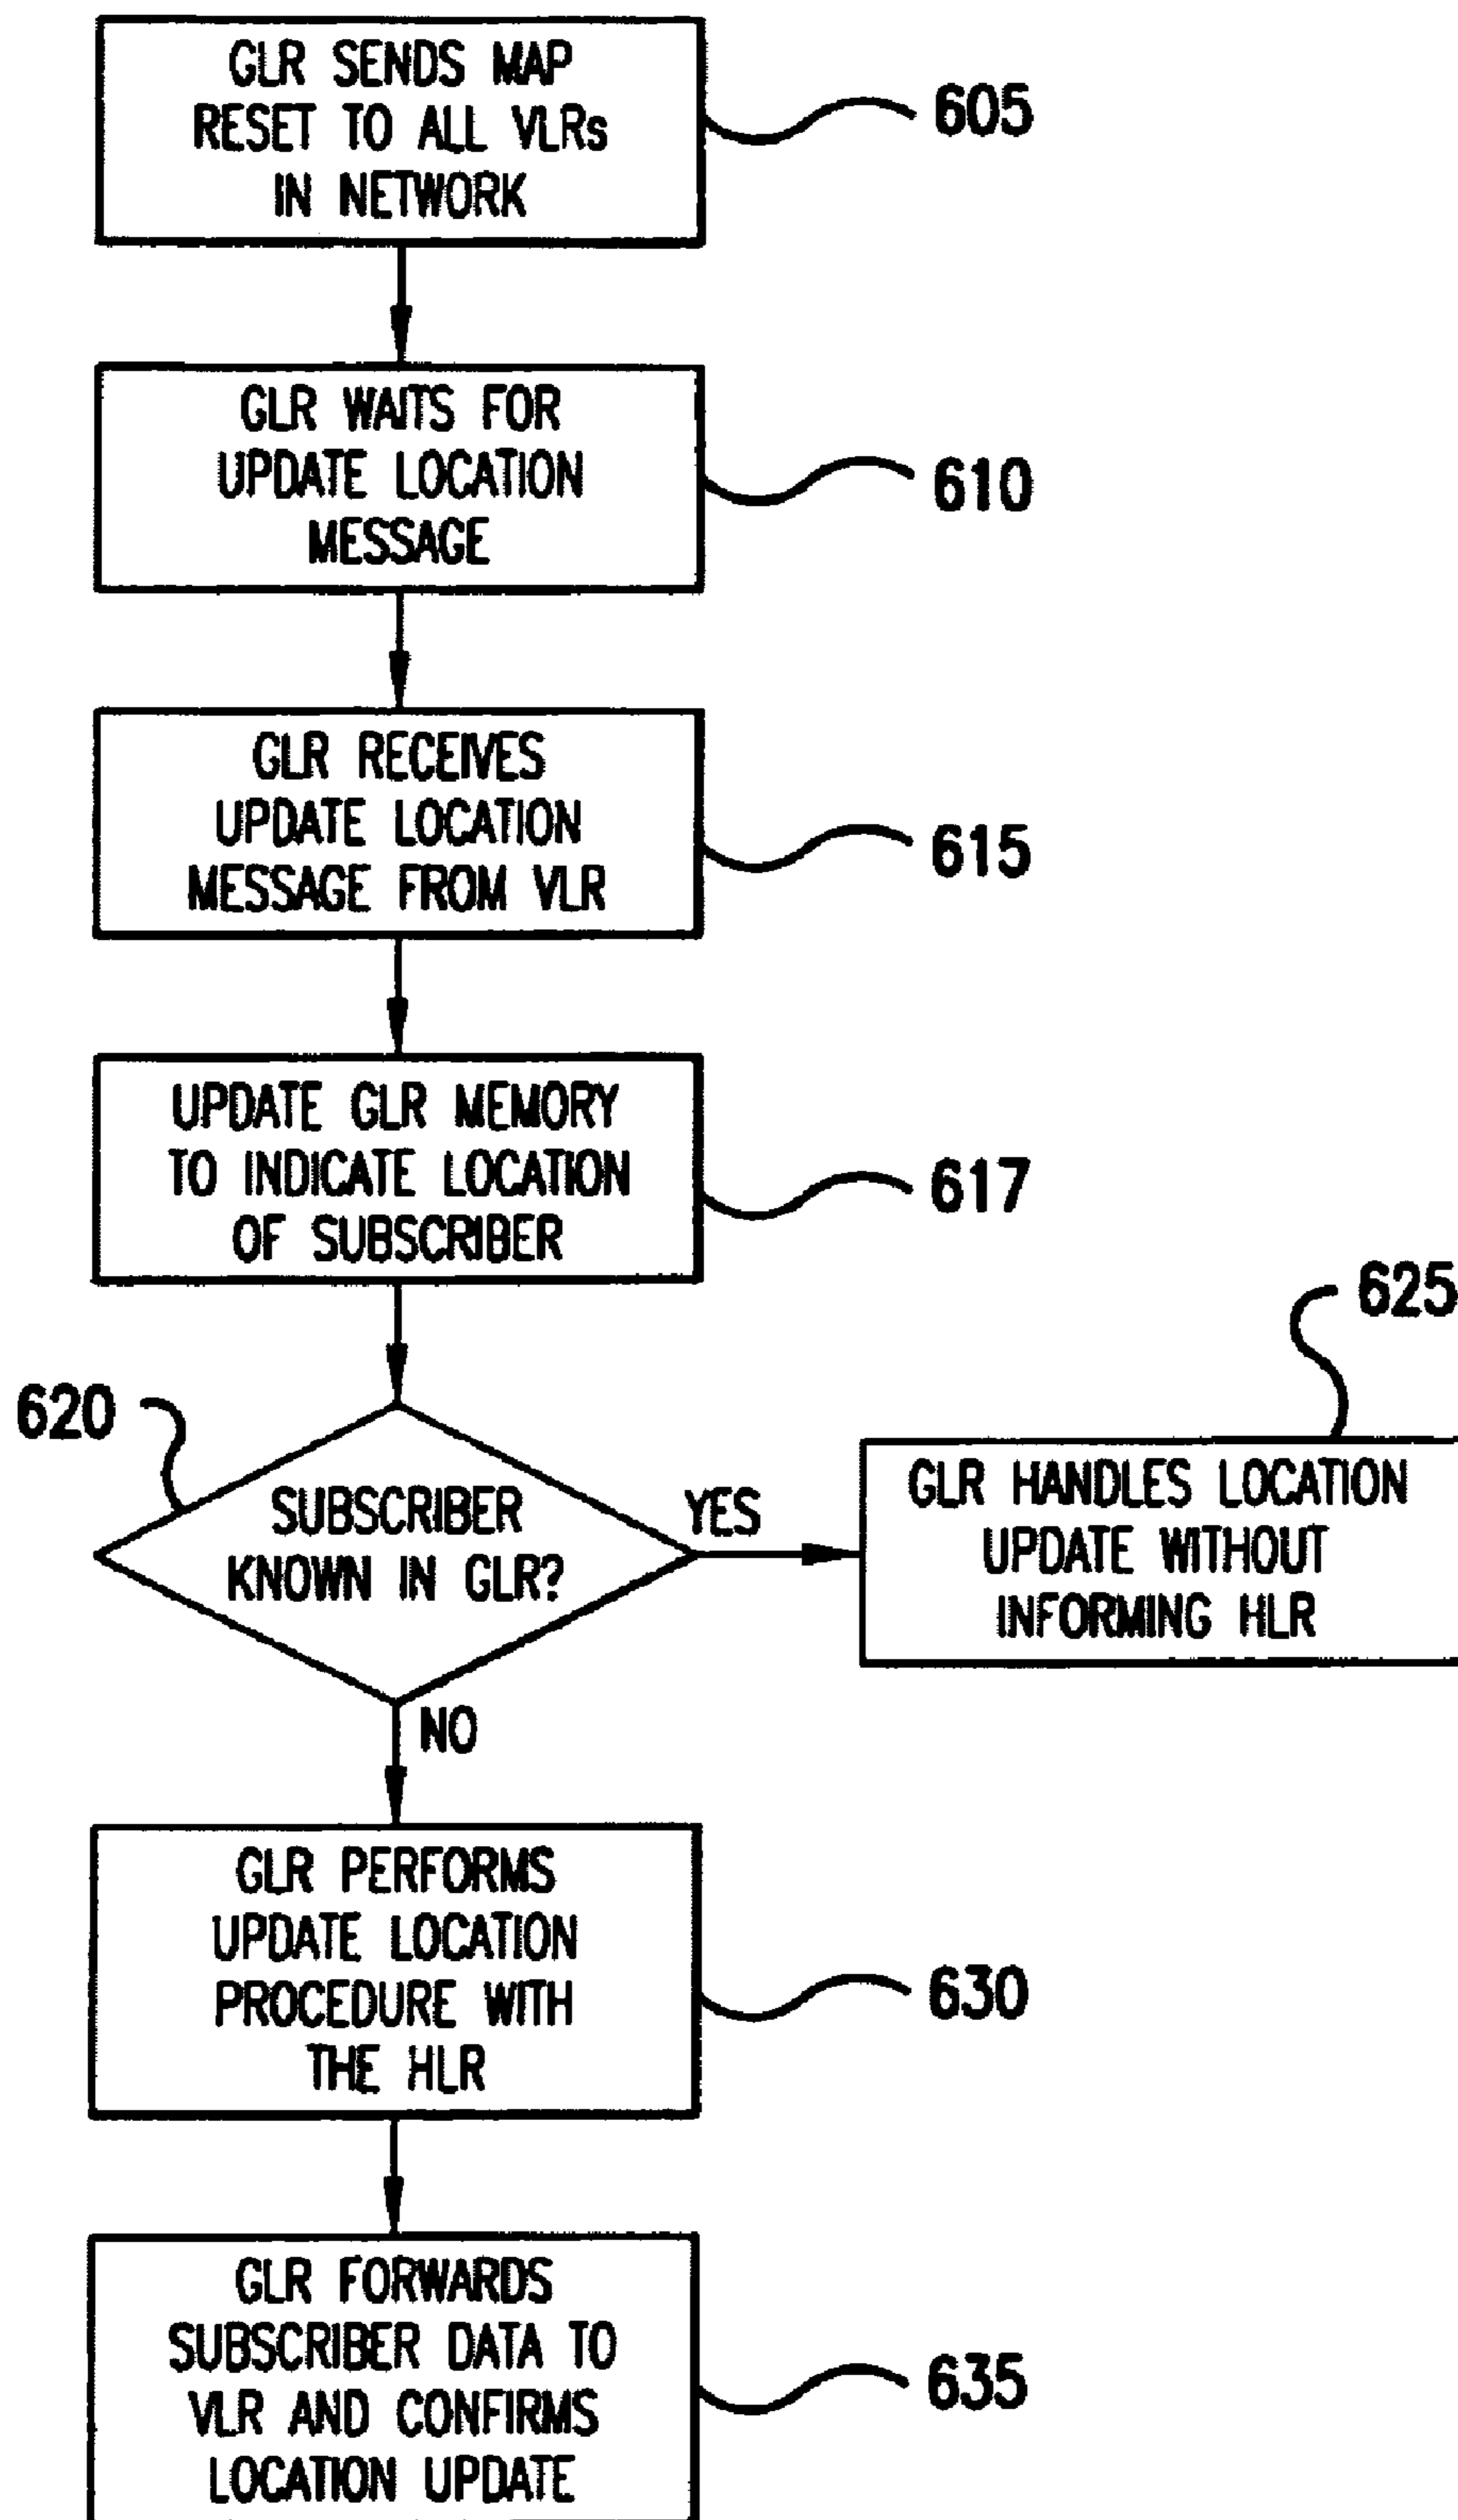 GLR SENDS MAP
RESET TO ALL VLRs
IN NETWORK
605
GLR WAITS FOR
UPDATE LOCATION
MESSAGE
610
GLR RECEIVES
UPDATE LOCATION
MESSAGE FROM VLR
615
UPDATE GLR MEMORY
TO INDICATE LOCATION
OF SUBSCRIBER
617
620
SUBSCRIBER
KNOWN IN GLR?
YES
625
GLR HANDLES LOCATION
UPDATE WITHOUT
INFORMING HLR
NO
GLR PERFORMS
UPDATE LOCATION
PROCEDURE WITH
THE HLR
630
GLR FORWARDS
SUBSCRIBER DATA TO
VLR AND CONFIRMS
LOCATION UPDATE
635